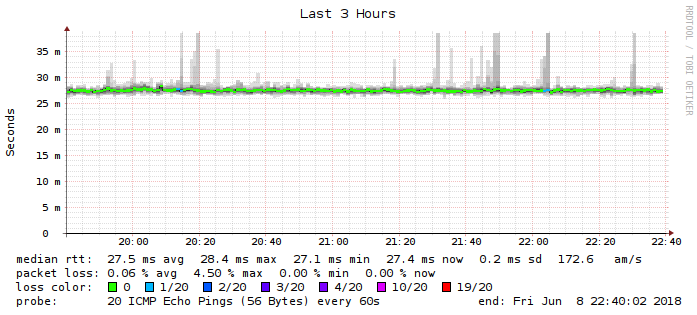 Last 3 Hours
RRDTOOL / TOBI OETIKER
Seconds
35 m
30 m
25 m
20 m
15 m
10 m
5 m
0
20:00 20:20 20:40 21:00 21:20 21:40 22:00 22:20 22:40
median rtt: 27.5 ms avg 28.4 ms max 27.1 ms min 27.4 ms now 0.2 ms sd 172.6 am/s
packet loss: 0.06 % avg 4.50 % max 0.00 % min 0.00 % now
loss color: 0 1/20 2/20 3/20 4/20 10/20 19/20
probe: 20 ICMP Echo Pings (56 Bytes) every 60s end: Fri Jun 8 22:40:02 2018